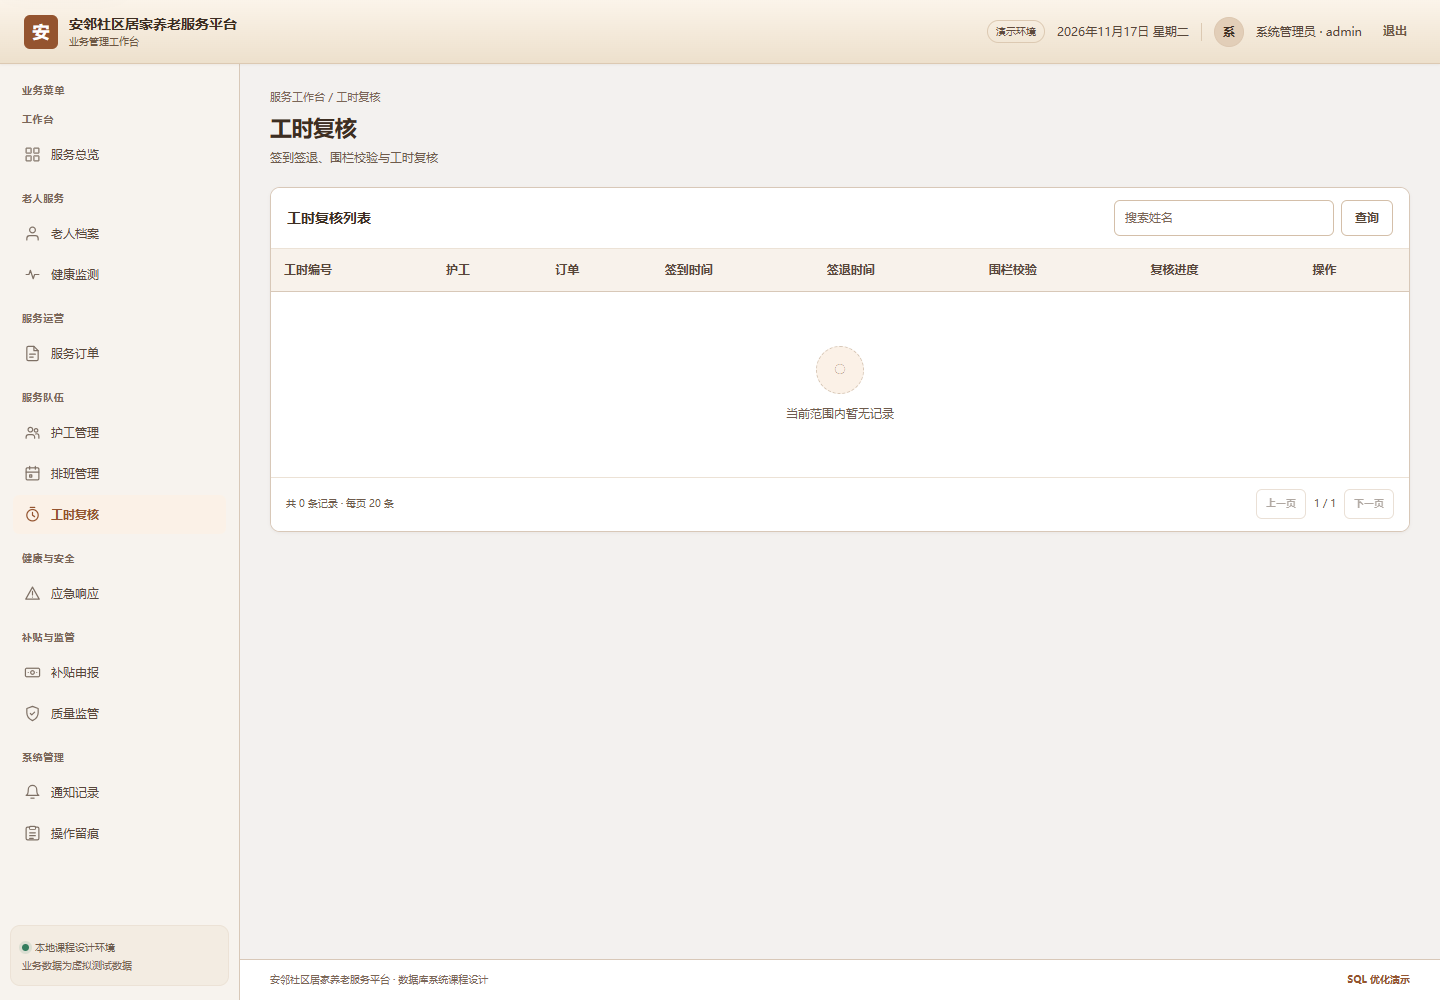 安
安邻社区居家养老服务平台
业务管理工作台
演示环境
2026年11月17日 星期二
系
系统管理员 · admin
退出
业务菜单
工作台
服务总览
老人服务
老人档案
健康监测
服务运营
服务订单
服务队伍
护工管理
排班管理
工时复核
健康与安全
应急响应
补贴与监管
补贴申报
质量监管
系统管理
通知记录
操作留痕
本地课程设计环境
业务数据为虚拟测试数据
服务工作台 / 工时复核
工时复核
签到签退、围栏校验与工时复核
工时复核列表
搜索姓名
查询
工时编号 护工 订单 签到时间 签退时间 围栏校验 复核进度 操作
当前范围内暂无记录
共 0 条记录 · 每页 20 条
上一页
1 / 1
下一页
安邻社区居家养老服务平台 · 数据库系统课程设计
SQL 优化演示